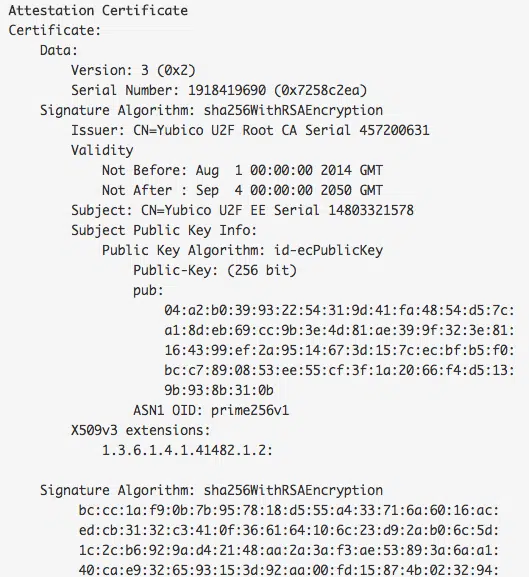 Attestation Certificate
Certificate:
Data:
Version: 3 (0x2)
Serial Number: 1918419690 (0x7258c2ea)
Signature Algorithm: sha256WithRSAEncryption
Issuer: CN=Yubico U2F Root CA Serial 457200631
Validity
Not Before: Aug  1 00:00:00 2014 GMT
Not After : Sep  4 00:00:00 2050 GMT
Subject: CN=Yubico U2F EE Serial 14803321578
Subject Public Key Info:
Public Key Algorithm: id-ecPublicKey
Public-Key: (256 bit)
pub:
04:a2:b0:39:93:22:54:31:9d:41:fa:48:54:d5:7c:
a1:8d:eb:69:cc:9b:3e:4d:81:ae:39:9f:32:3e:81:
16:43:99:ef:2a:95:14:67:3d:15:7c:ec:bf:b5:f0:
bc:c7:89:08:53:ee:55:cf:3f:1a:20:66:f4:d5:13:
9b:93:8b:31:0b
ASN1 OID: prime256v1
X509v3 extensions:
1.3.6.1.4.1.41482.1.2:
Signature Algorithm: sha256WithRSAEncryption
bc:cc:1a:f9:0b:7b:95:78:18:d5:55:a4:33:71:6a:60:16:ac:
ed:cb:31:32:c3:41:0f:36:61:64:10:6c:23:d9:2a:b0:6c:5d:
1c:2c:b6:92:9a:d4:21:48:aa:2a:3a:f3:ae:53:89:3a:6a:a1:
40:ca:e9:32:65:93:15:3d:92:aa:00:fd:15:87:4b:02:32:94: